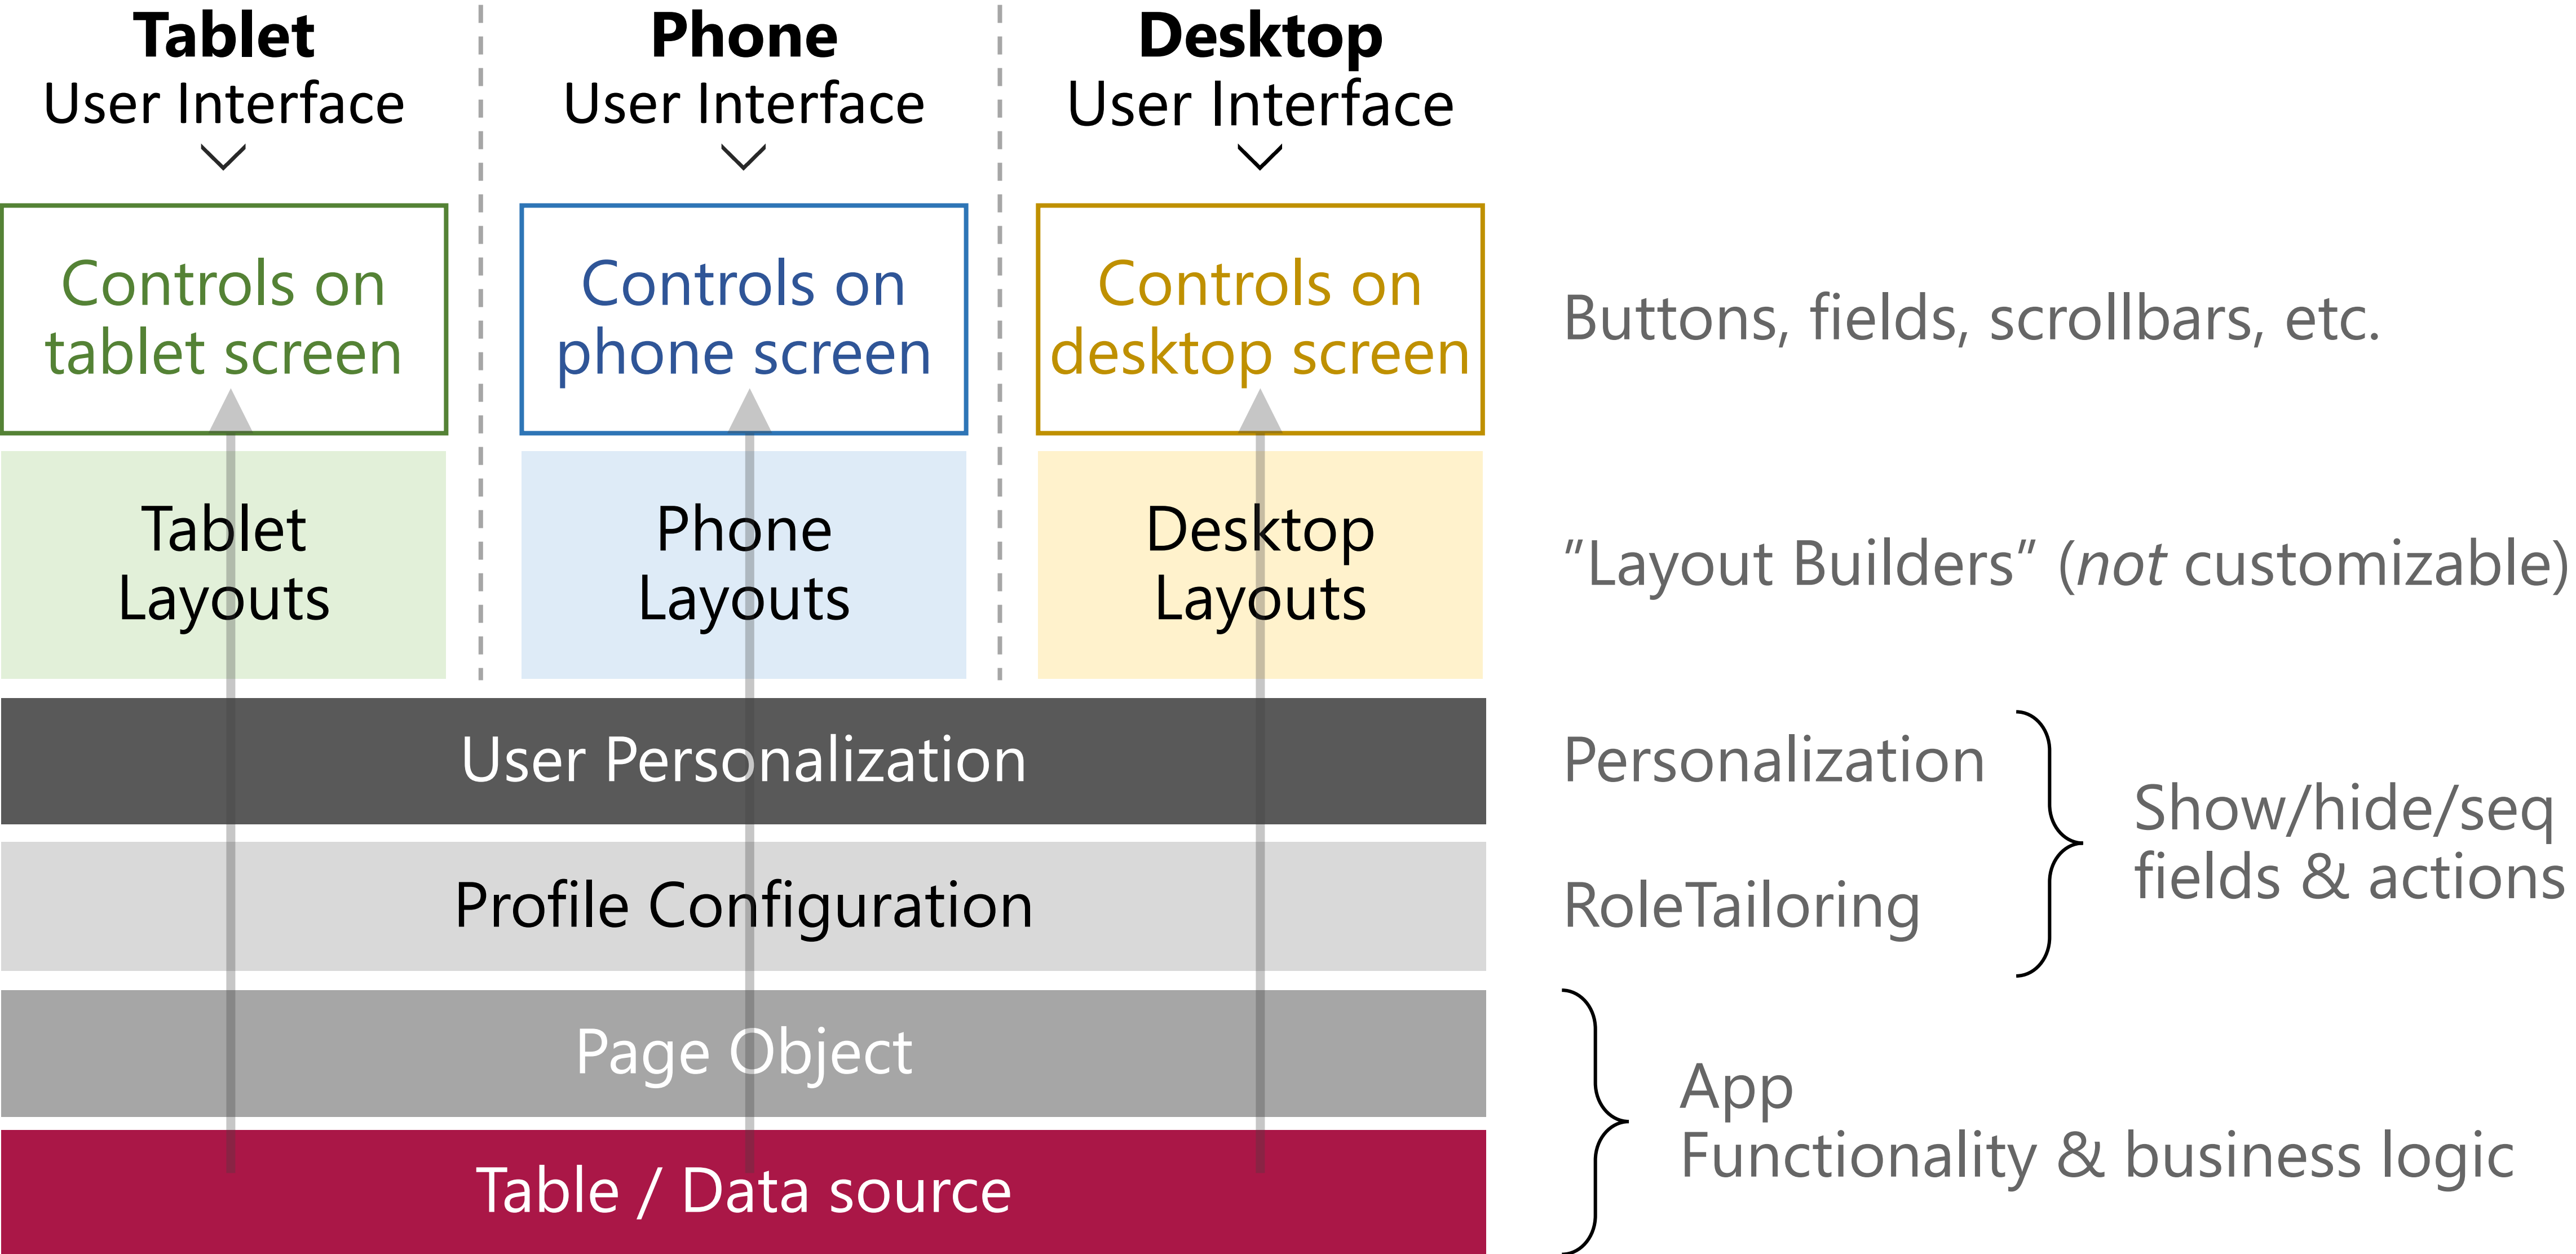 Tablet
User Interface
Phone
User Interface
Desktop
User Interface
Controls on
tablet screen
Controls on
phone screen
Controls on
desktop screen
Buttons, fields, scrollbars, etc.
Tablet
Layouts
Phone
Layouts
Desktop
Layouts
”Layout Builders” (not customizable)
User Personalization
Personalization
Profile Configuration
RoleTailoring
Show/hide/seq
fields & actions
Page Object
Table / Data source
App
Functionality & business logic